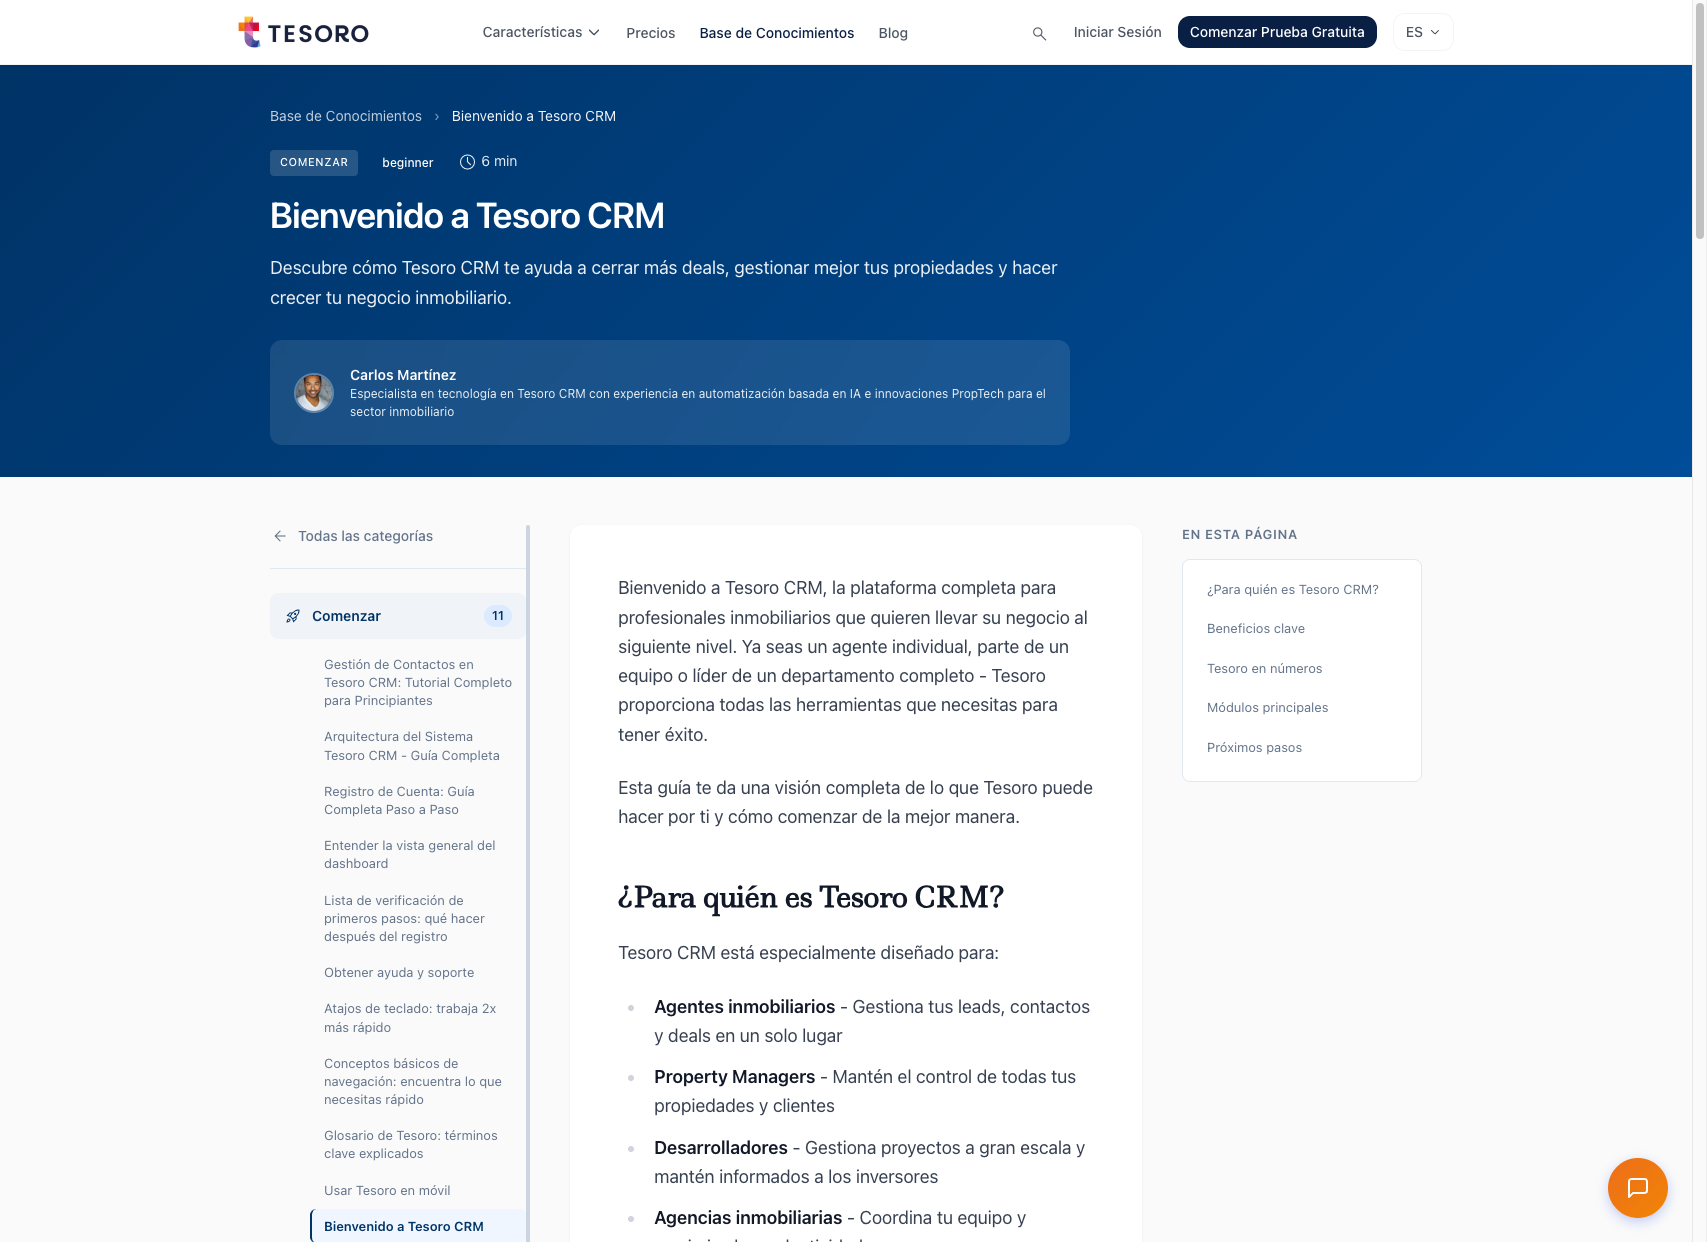 TESORO
Características
Precios
Base de Conocimientos
Blog
Iniciar Sesión
Comenzar Prueba Gratuita
ES
Base de Conocimientos › Bienvenido a Tesoro CRM
COMENZAR
beginner
6 min
Bienvenido a Tesoro CRM
Descubre cómo Tesoro CRM te ayuda a cerrar más deals, gestionar mejor tus propiedades y hacer
crecer tu negocio inmobiliario.
Carlos Martínez
Especialista en tecnología en Tesoro CRM con experiencia en automatización basada en IA e innovaciones PropTech para el
sector inmobiliario
Todas las categorías
Comenzar
11
Gestión de Contactos en
Tesoro CRM: Tutorial Completo
para Principiantes
Arquitectura del Sistema
Tesoro CRM - Guía Completa
Registro de Cuenta: Guía
Completa Paso a Paso
Entender la vista general del
dashboard
Lista de verificación de
primeros pasos: qué hacer
después del registro
Obtener ayuda y soporte
Atajos de teclado: trabaja 2x
más rápido
Conceptos básicos de
navegación: encuentra lo que
necesitas rápido
Glosario de Tesoro: términos
clave explicados
Usar Tesoro en móvil
Bienvenido a Tesoro CRM
Bienvenido a Tesoro CRM, la plataforma completa para
profesionales inmobiliarios que quieren llevar su negocio al
siguiente nivel. Ya seas un agente individual, parte de un
equipo o líder de un departamento completo - Tesoro
proporciona todas las herramientas que necesitas para
tener éxito.
Esta guía te da una visión completa de lo que Tesoro puede
hacer por ti y cómo comenzar de la mejor manera.
¿Para quién es Tesoro CRM?
Tesoro CRM está especialmente diseñado para:
Agentes inmobiliarios - Gestiona tus leads, contactos
y deals en un solo lugar
Property Managers - Mantén el control de todas tus
propiedades y clientes
Desarrolladores - Gestiona proyectos a gran escala y
mantén informados a los inversores
Agencias inmobiliarias - Coordina tu equipo y
EN ESTA PÁGINA
¿Para quién es Tesoro CRM?
Beneficios clave
Tesoro en números
Módulos principales
Próximos pasos